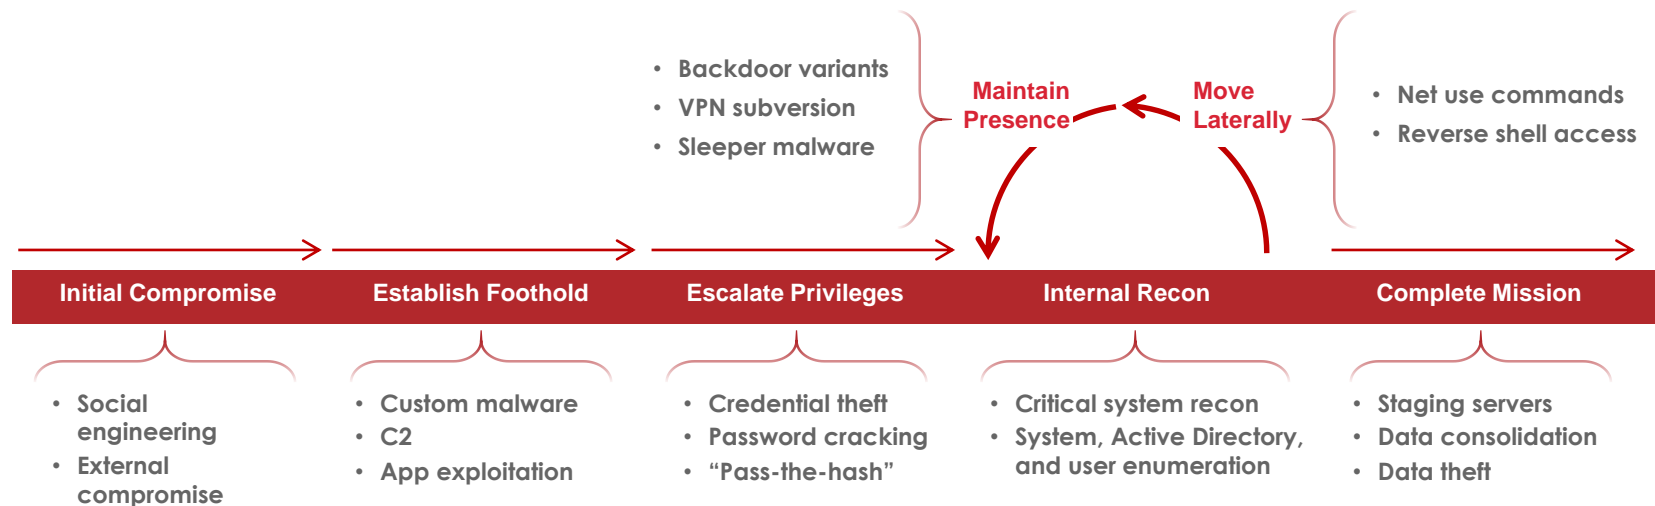 • Backdoor variants
• VPN subversion
• Sleeper malware
Maintain
Presence
Move
Laterally
• Net use commands
• Reverse shell access
Initial Compromise
Establish Foothold
Escalate Privileges
Internal Recon
Complete Mission
• Social
engineering
• External
compromise
• Custom malware
• C2
• App exploitation
• Credential theft
• Password cracking
• “Pass-the-hash”
• Critical system recon
• System, Active Directory,
and user enumeration
• Staging servers
• Data consolidation
• Data theft